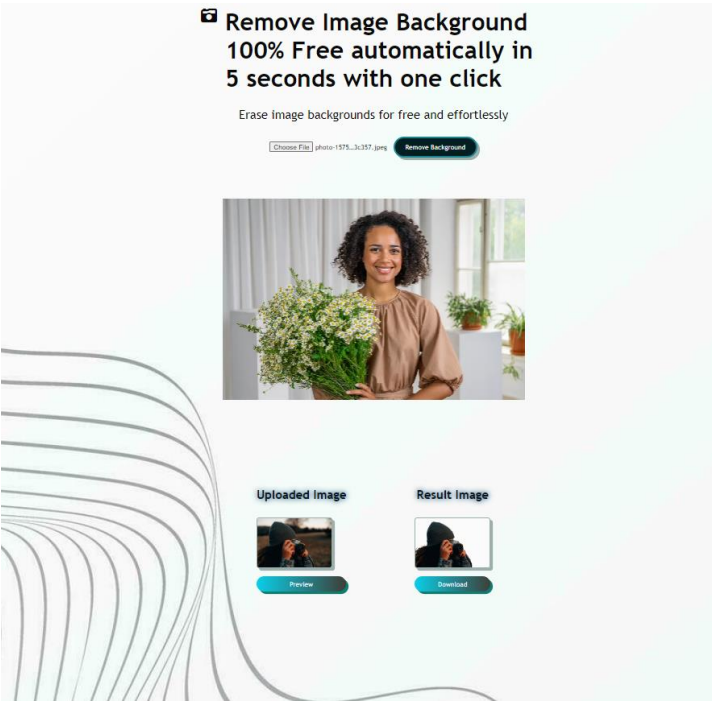 Remove Image Background
100% Free automatically in
5 seconds with one click
Erase image backgrounds for free and effortlessly
Choose File photo-1575...3c357.jpeg Remove Background
Uploaded Image Result Image
Preview Download